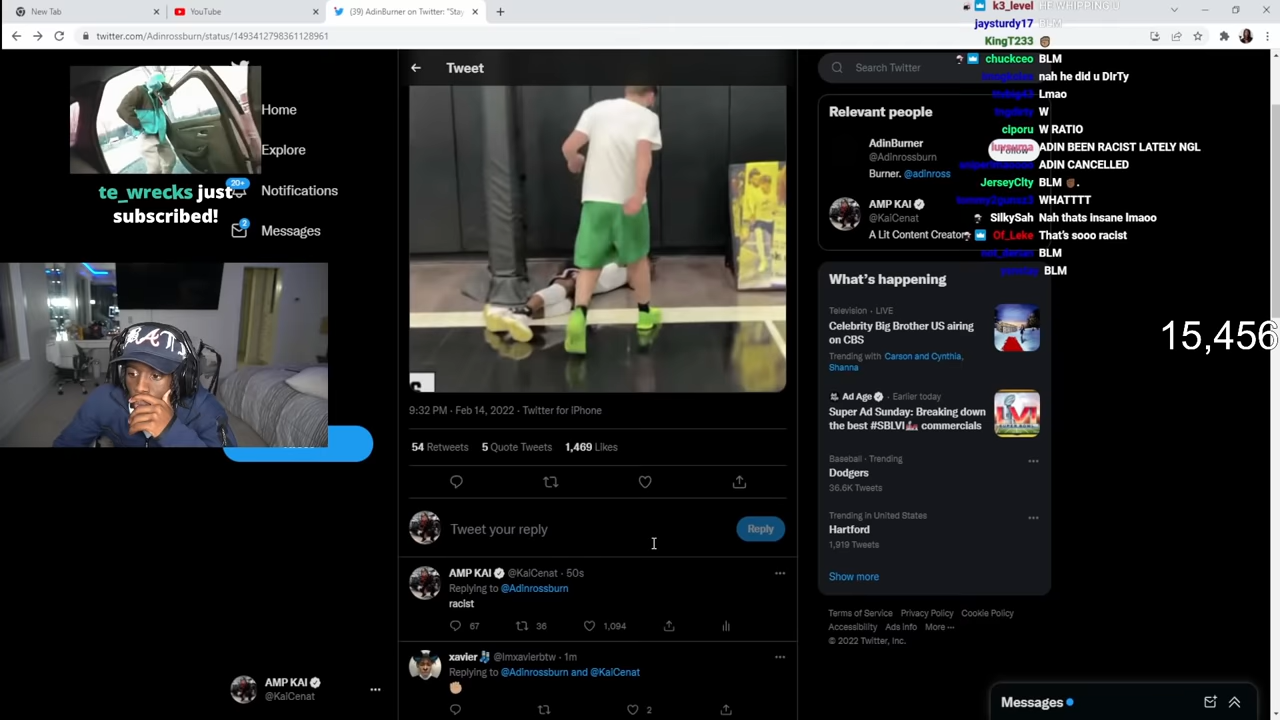 New Tab
YouTube
(39) AdinBurner on Twitter: "Stay
twitter.com/Adinrossburn/status/1493412798361128961
te_wrecks just
subscribed!
Home
Explore
20+
Notifications
2
Messages
AMP KAI
@KaiCenat
Tweet
9:32 PM · Feb 14, 2022 · Twitter for iPhone
54 Retweets 5 Quote Tweets 1,469 Likes
Tweet your reply
Reply
AMP KAI @KaiCenat · 50s
Replying to @Adinrossburn
racist
67 36 1,094
xavier @Imxavierbtw · 1m
Replying to @Adinrossburn and @KaiCenat
2
Search Twitter
Relevant people
AdinBurner
@Adinrossburn
Follow
Burner. @adinross
AMP KAI
@KaiCenat
A Lit Content Creator
What's happening
Television · LIVE
Celebrity Big Brother US airing
on CBS
Trending with Carson and Cynthia,
Shanna
Ad Age · Earlier today
Super Ad Sunday: Breaking down
the best #SBLVI commercials
Baseball · Trending
Dodgers
36.6K Tweets
Trending in United States
Hartford
1,919 Tweets
Show more
Terms of Service Privacy Policy Cookie Policy
Accessibility Ads info More
© 2022 Twitter, Inc.
Messages
k3_level HE WHIPPING U
jaysturdy17 BLM
KingT233
chuckceo BLM
nah he did u DIrTy
Lmao
W
ciporu W RATIO
ADIN BEEN RACIST LATELY NGL
ADIN CANCELLED
JerseyCIty BLM .
WHATTTT
SilkySah Nah thats insane lmaoo
Of_Leke That's sooo racist
BLM
BLM
15,456